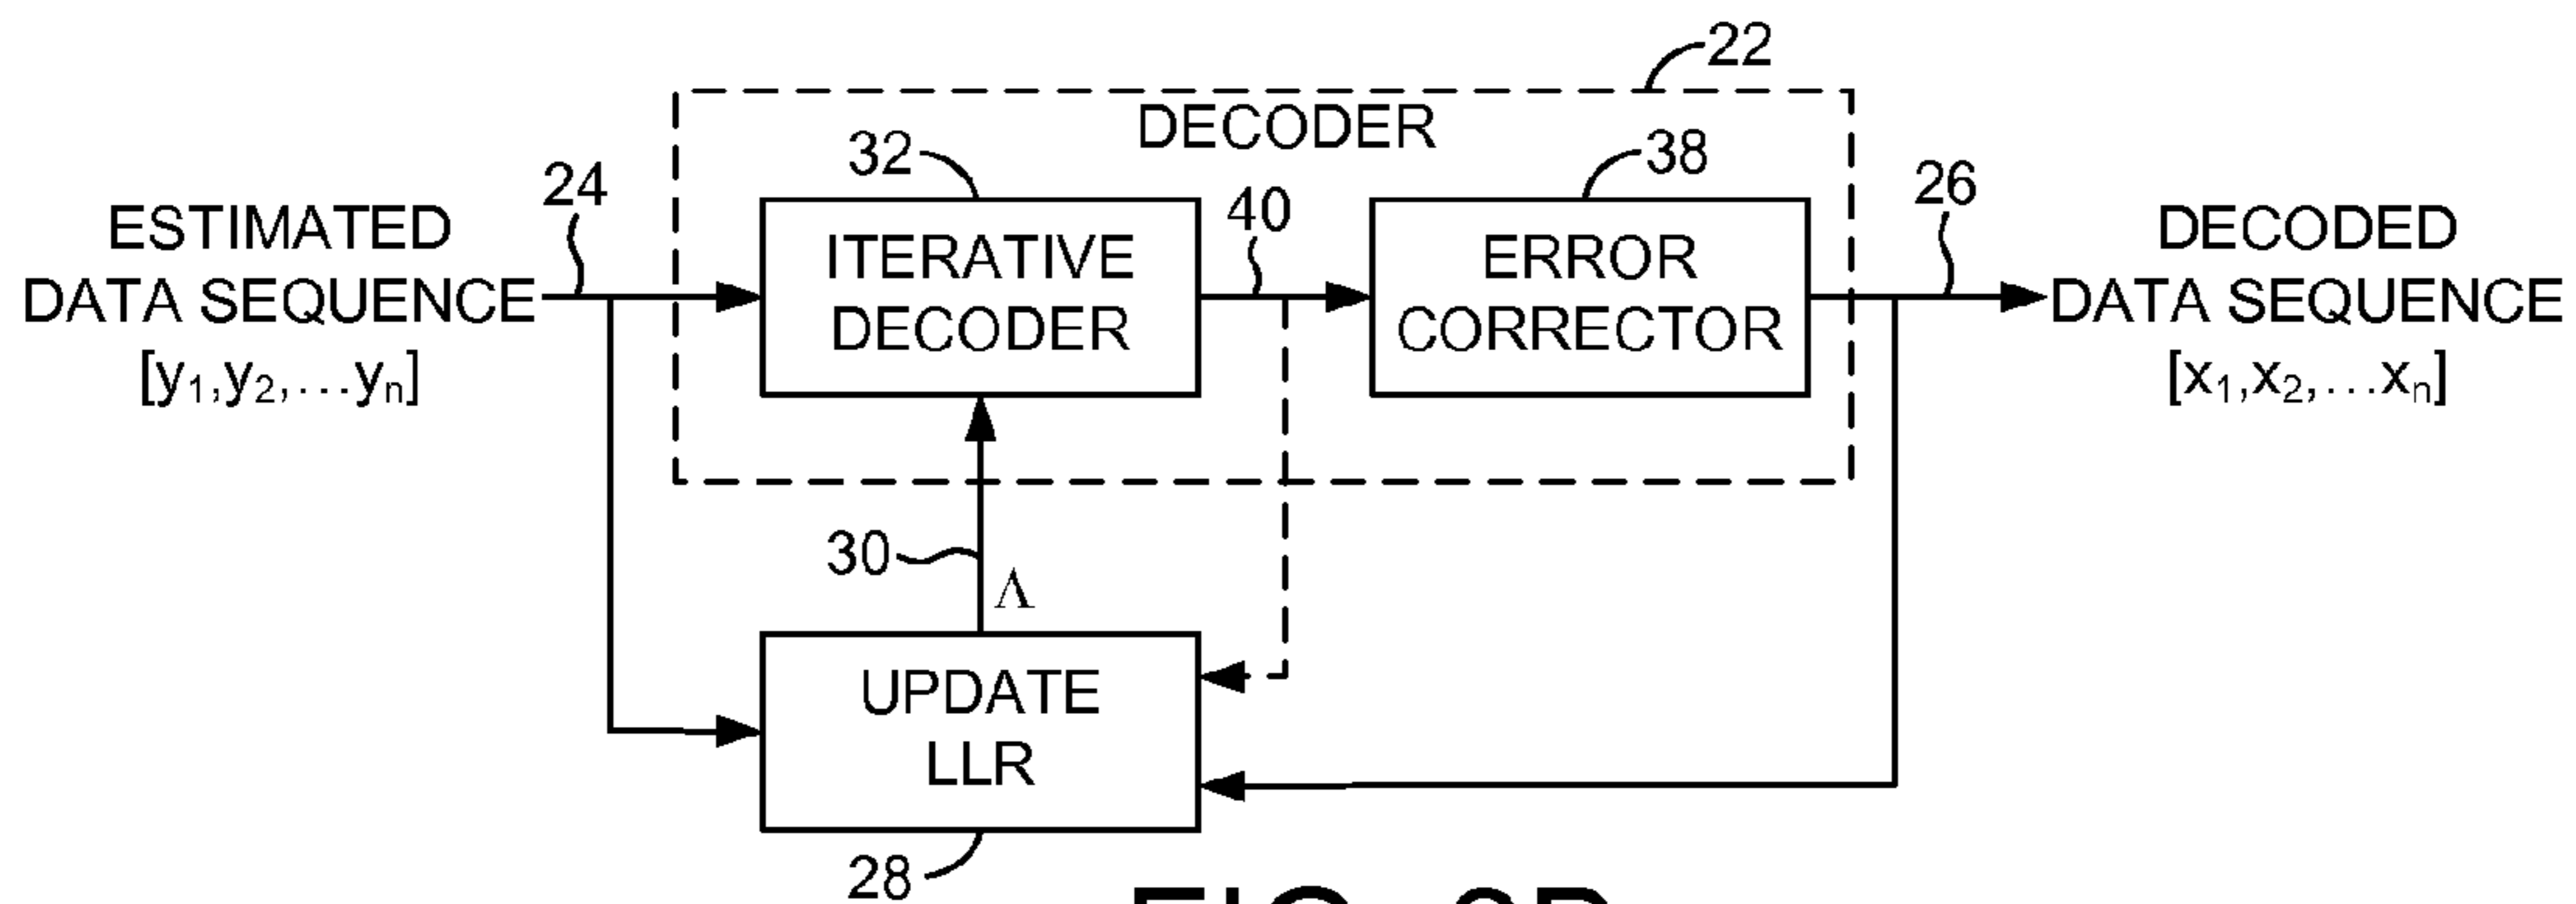 22
DECODER
32
38
24
40
26
ESTIMATED
DATA SEQUENCE
[y₁,y₂,...yₙ]
ITERATIVE
DECODER
ERROR
CORRECTOR
DECODED
DATA SEQUENCE
[x₁,x₂,...xₙ]
30
Λ
UPDATE
LLR
28